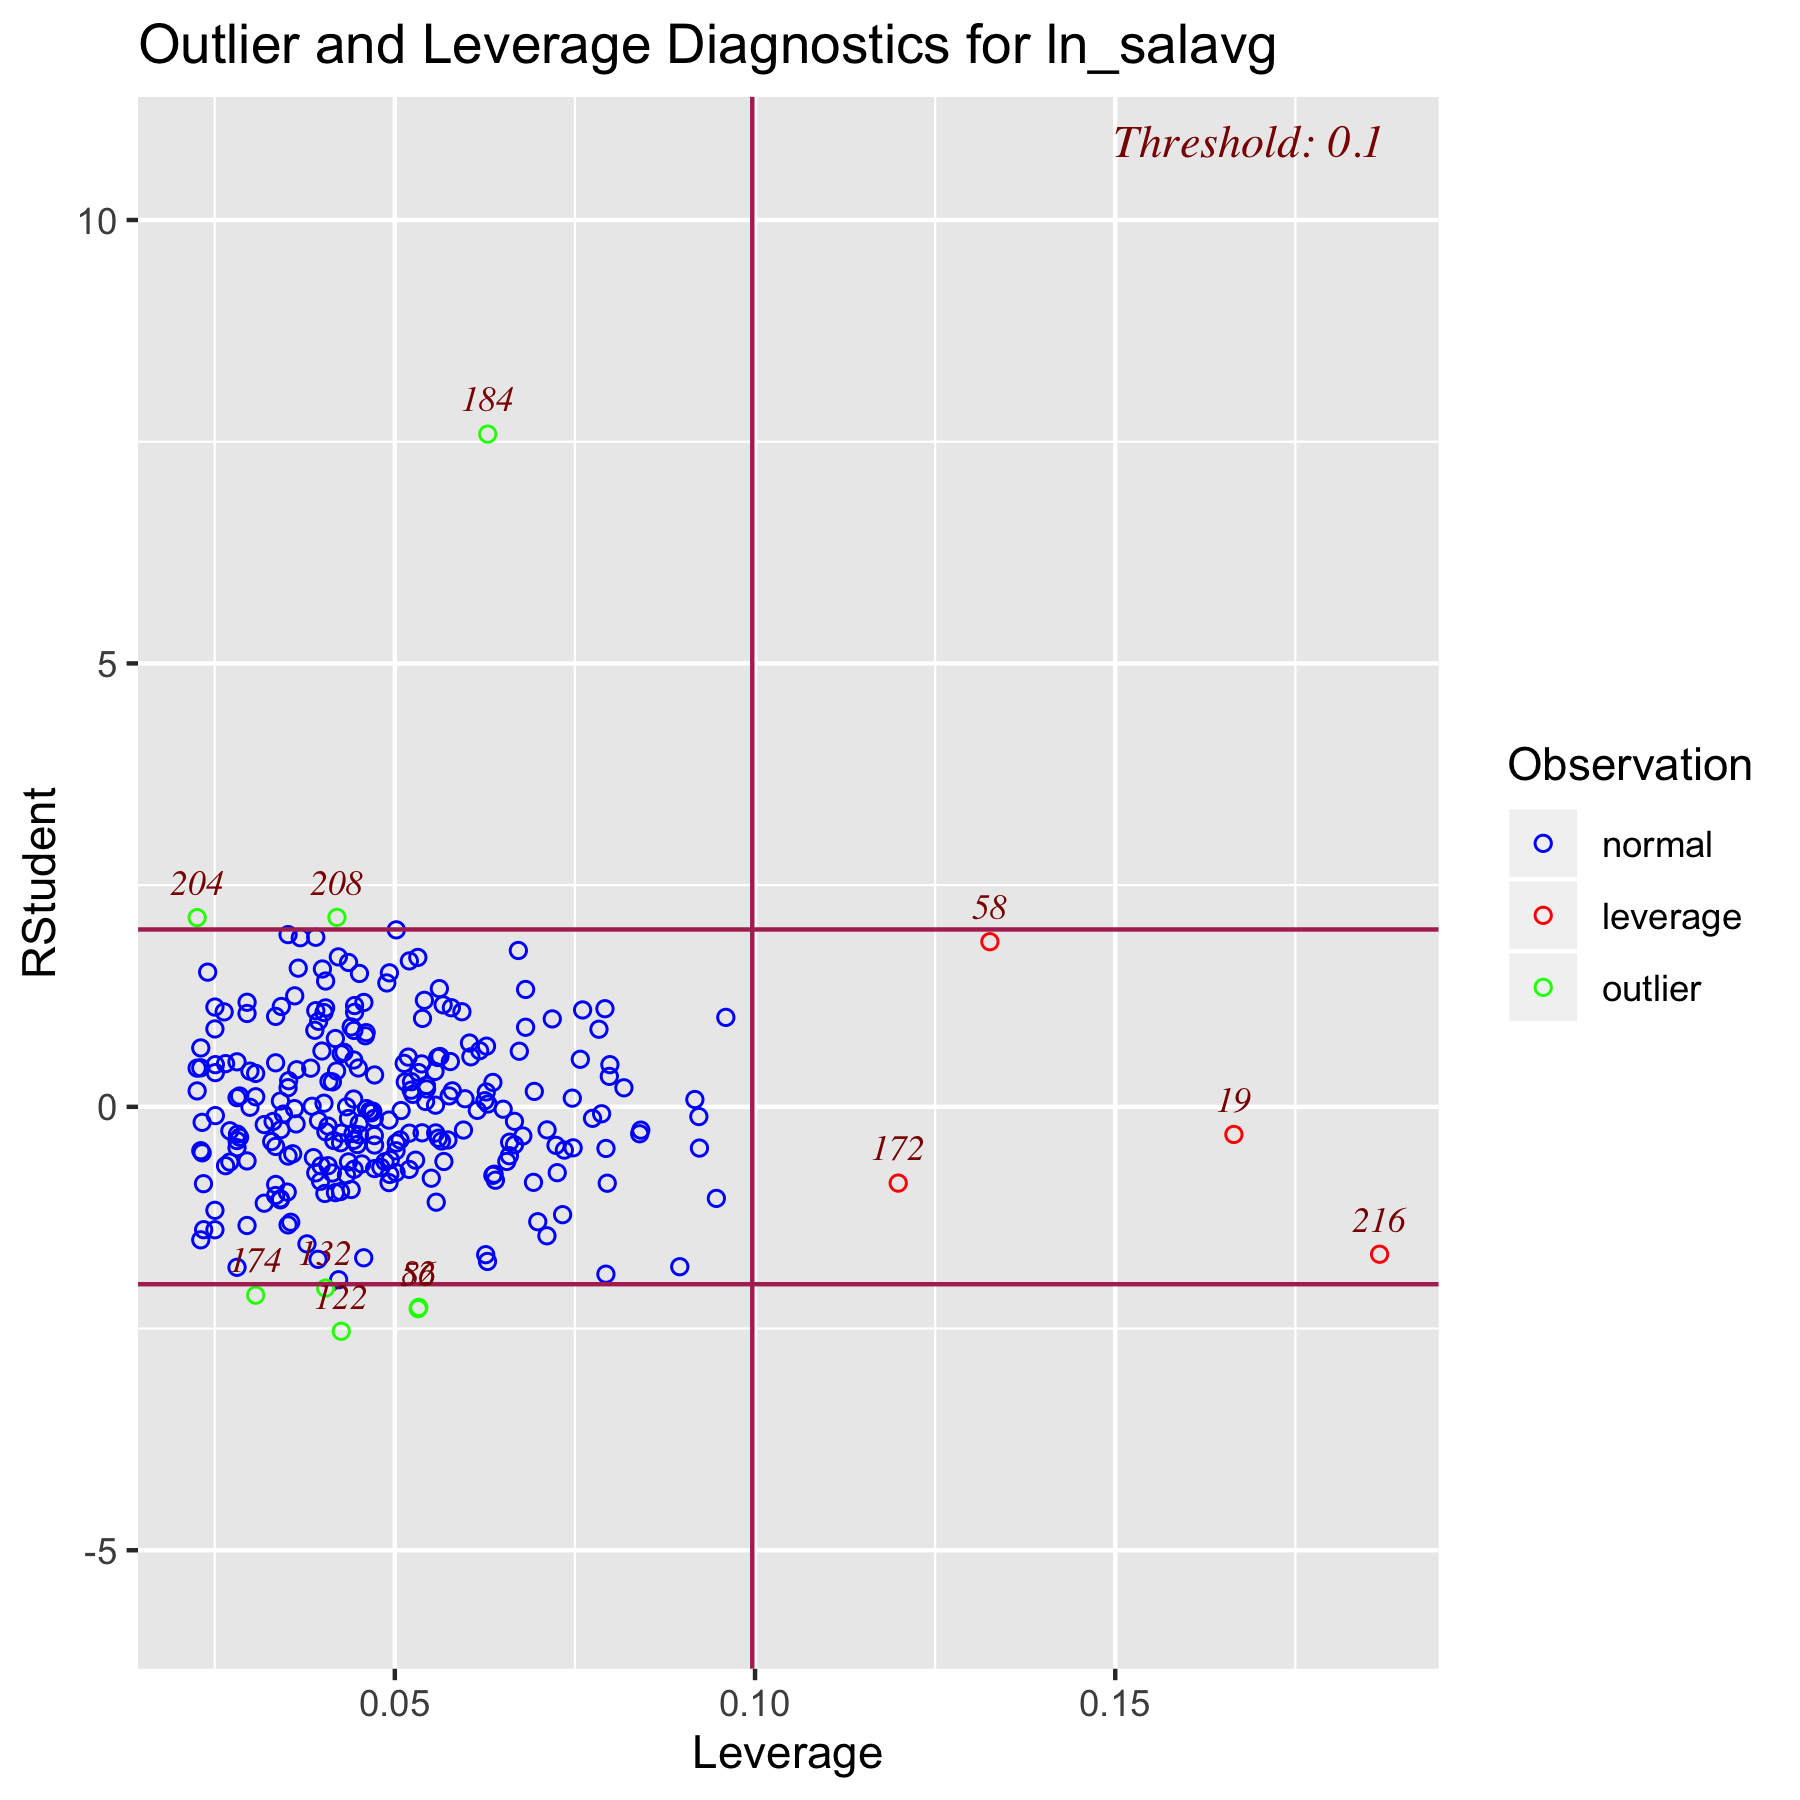 Outlier and Leverage Diagnostics for ln_salavg
Threshold: 0.1
10
184
5
204
208
58
19
0
172
216
174
132
122
-5
0.05
0.10
0.15
Leverage
RStudent
Observation
normal
leverage
outlier